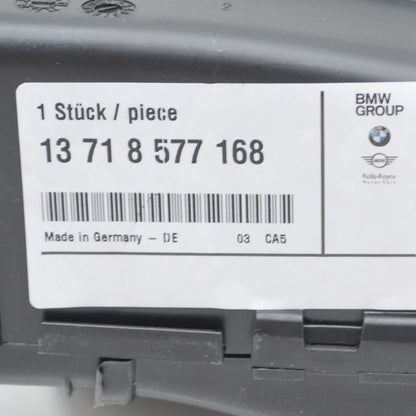 2
1 Stück / piece
13 71 8 577 168
Made in Germany – DE 03 CA5
BMW
GROUP
Rolls-Royce
Motor Cars